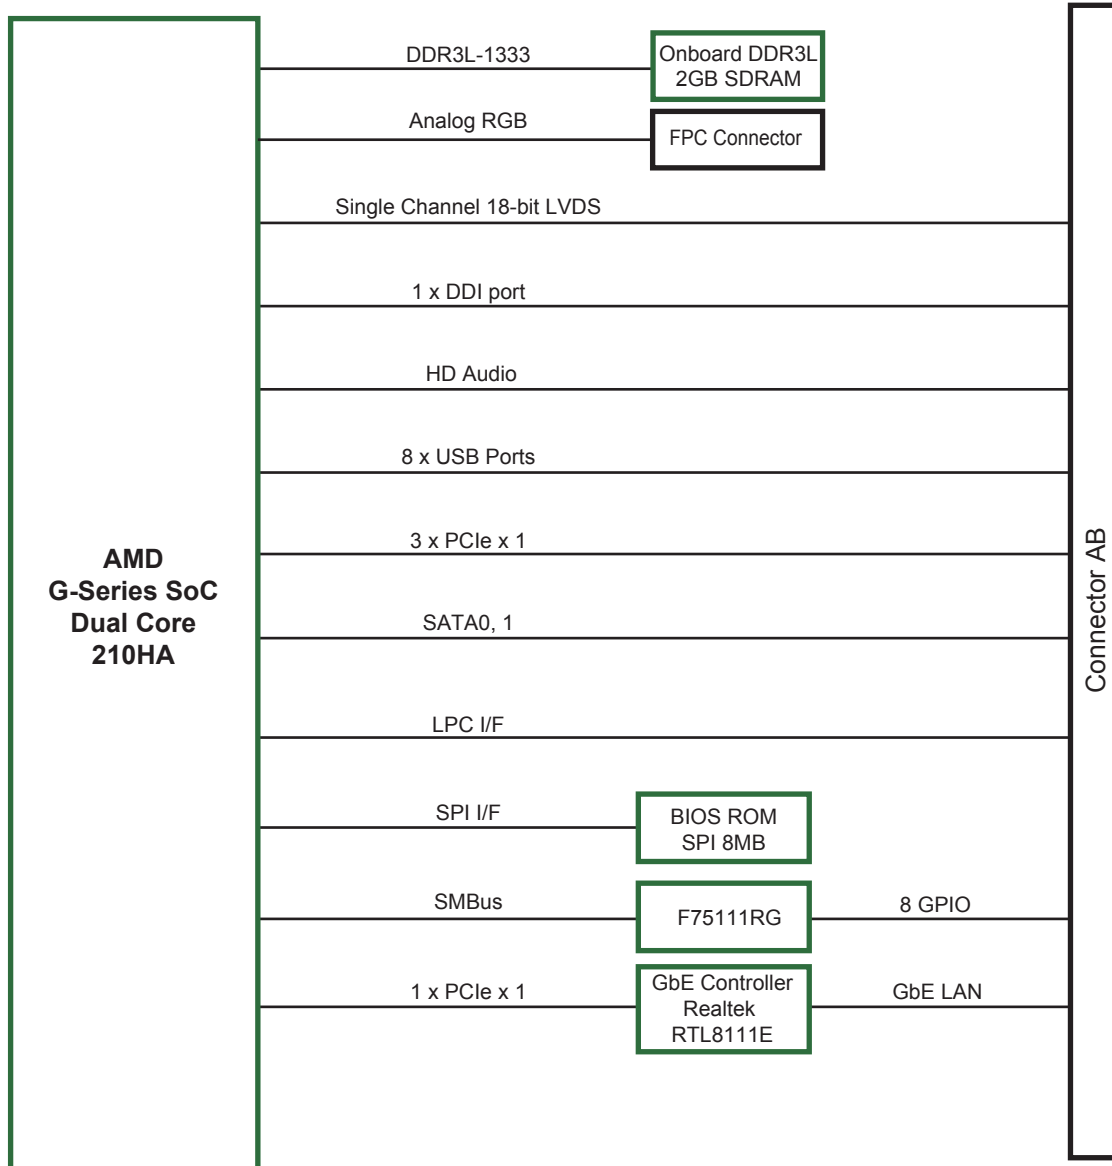 DDR3L-1333
Onboard DDR3L
2GB SDRAM
Analog RGB
FPC Connector
Single Channel 18-bit LVDS
1 x DDI port
HD Audio
8 x USB Ports
3 x PCIe x 1
AMD
G-Series SoC
Dual Core
210HA
Connector AB
SATA0, 1
LPC I/F
SPI I/F
BIOS ROM
SPI 8MB
SMBus
F75111RG
8 GPIO
1 x PCIe x 1
GbE Controller
Realtek
RTL8111E
GbE LAN